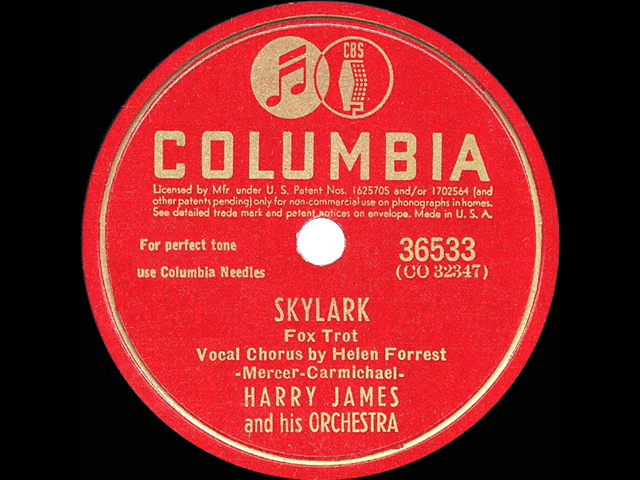 CBS
COLUMBIA
Licensed by Mfr. under U. S. Patent Nos. 1625705 and/or 1702564 (and
other patents pending) only for non-commercial use on phonographs in homes.
See detailed trade mark and patent notices on envelope. Made in U. S. A.
For perfect tone
use Columbia Needles
36533
(CO 32347)
SKYLARK
Fox Trot
Vocal Chorus by Helen Forrest
-Mercer-Carmichael-
HARRY JAMES
and his ORCHESTRA